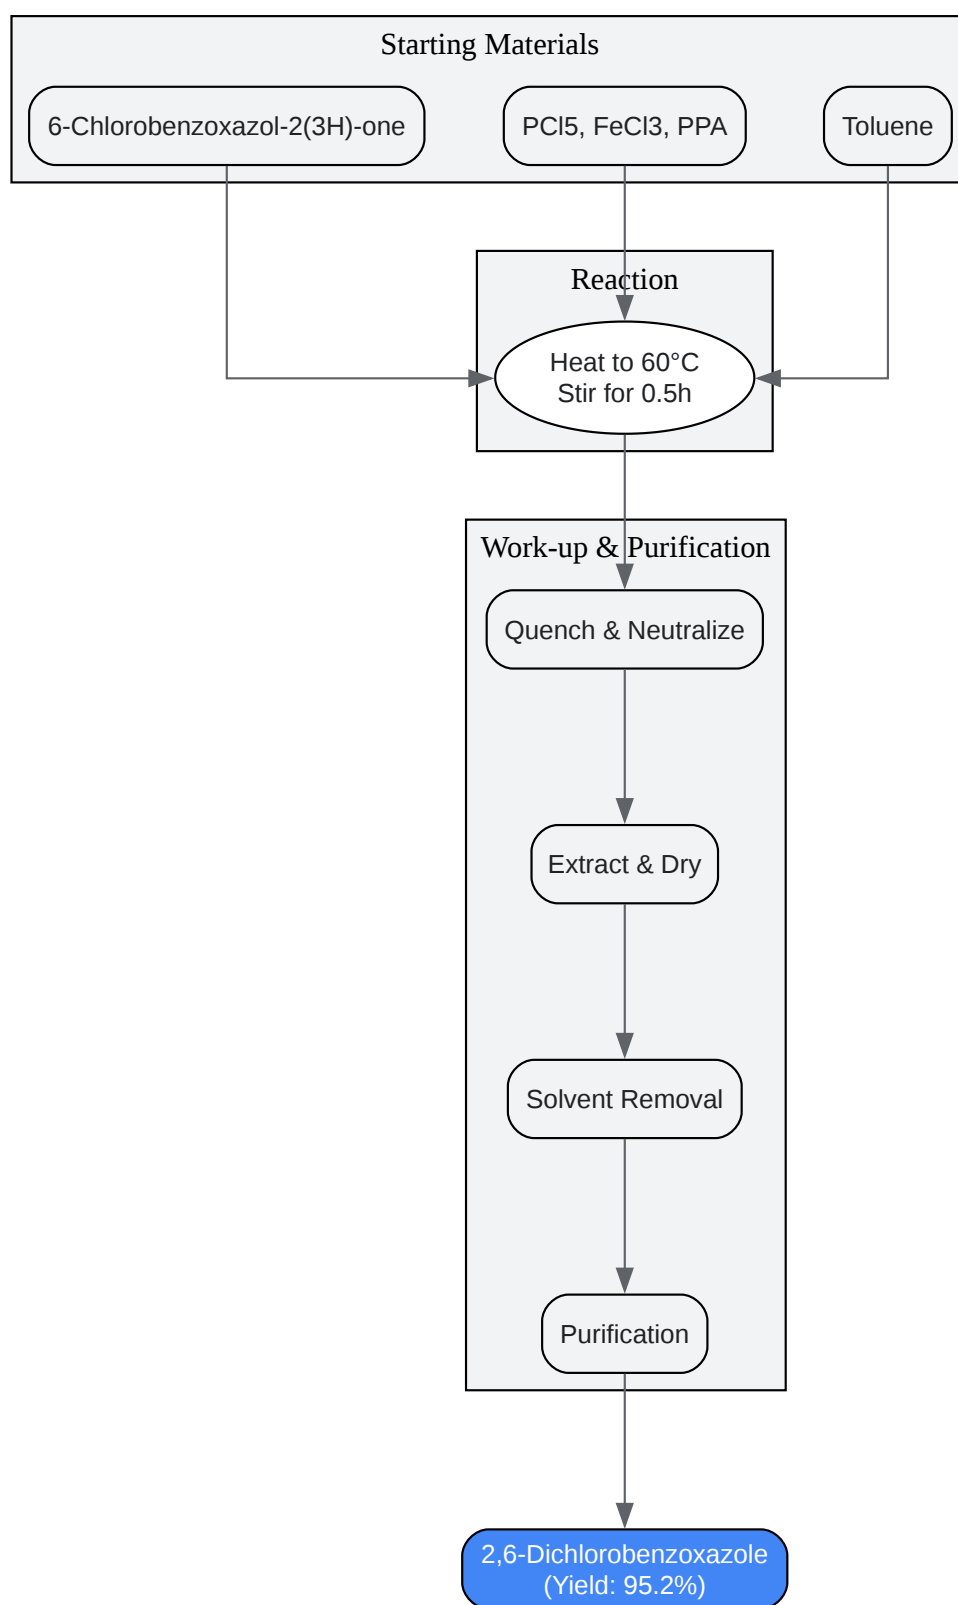 Starting Materials
6-Chlorobenzoxazol-2(3H)-one
PCl5, FeCl3, PPA
Toluene
Reaction
Heat to 60°C
Stir for 0.5h
Work-up & Purification
Quench & Neutralize
Extract & Dry
Solvent Removal
Purification
2,6-Dichlorobenzoxazole
(Yield: 95.2%)